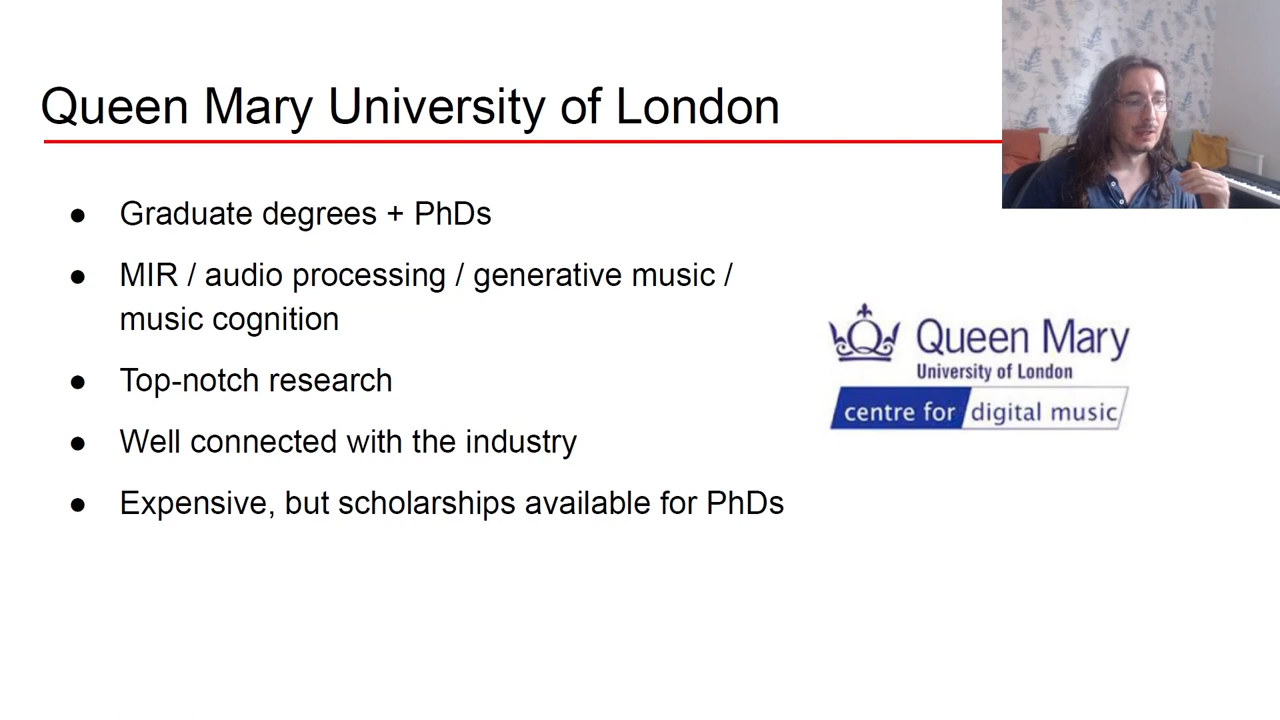 Queen Mary University of London
● Graduate degrees + PhDs
● MIR / audio processing / generative music /
music cognition
● Top-notch research
● Well connected with the industry
● Expensive, but scholarships available for PhDs
Queen Mary
University of London
centre for digital music